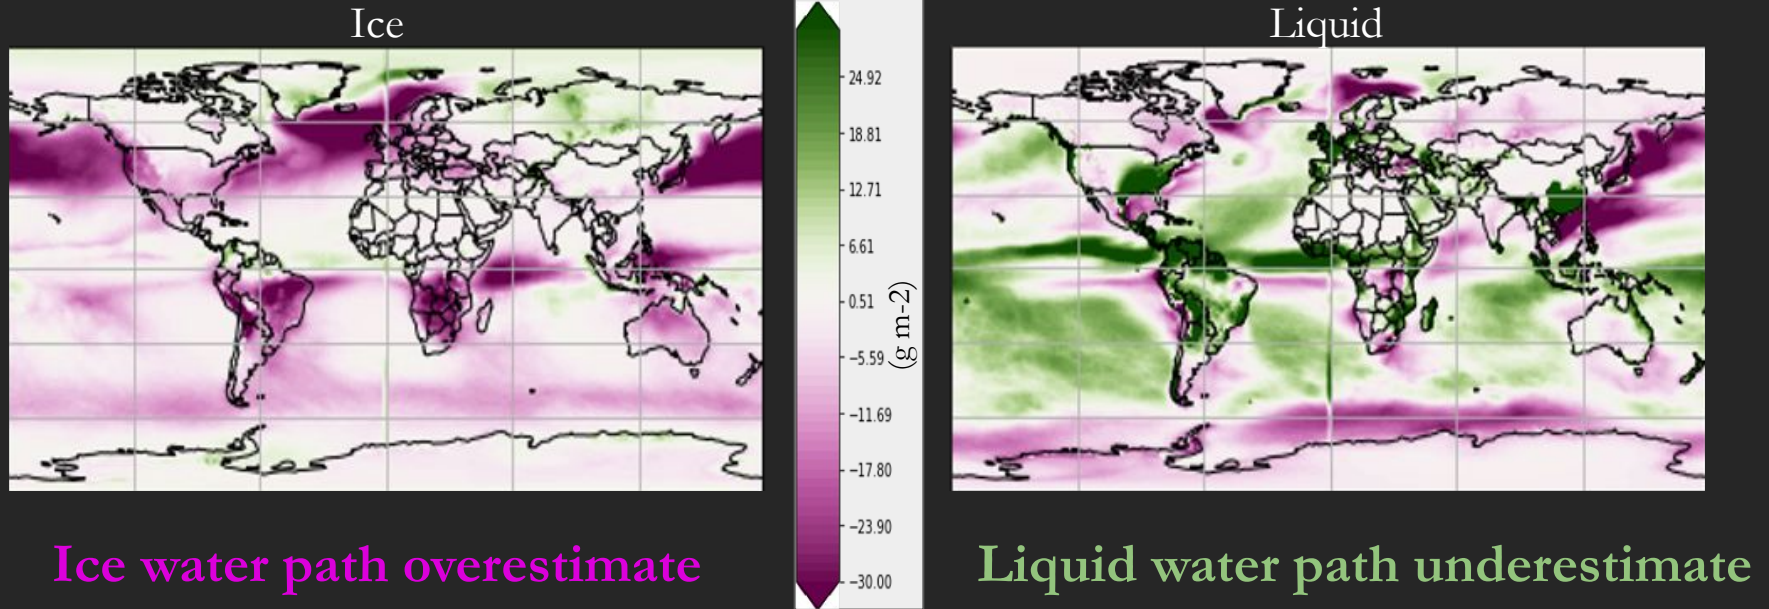 Ice
Liquid
24.92
18.81
12.71
6.61
0.51
−5.59
−11.69
−17.80
−23.90
−30.00
(g m-2)
Ice water path overestimate
Liquid water path underestimate